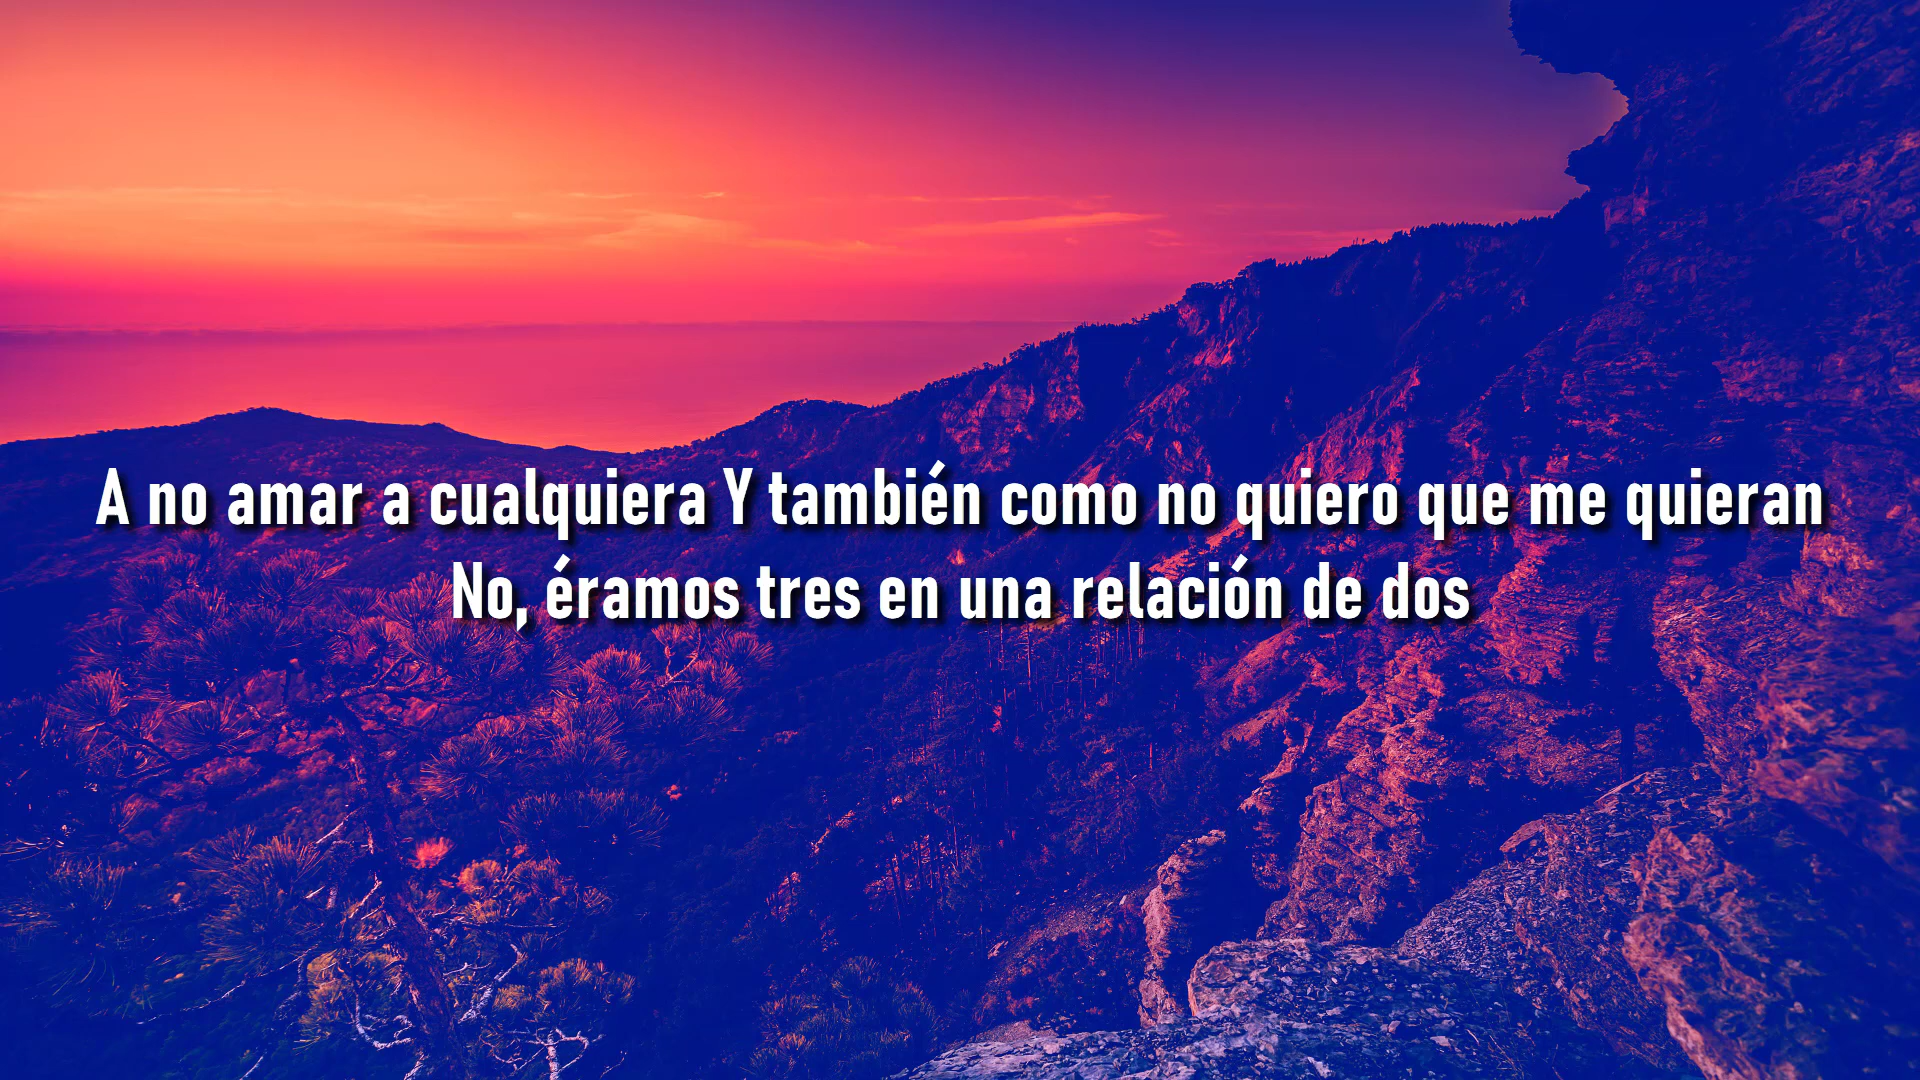 A no amar a cualquiera Y también como no quiero que me quieran
No, éramos tres en una relación de dos